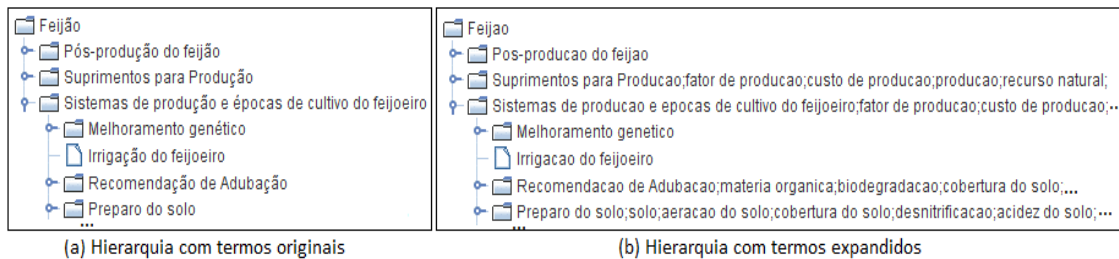 Feijão
Pós-produção do feijão
Suprimentos para Produção
Sistemas de produção e épocas de cultivo do feijoeiro
Melhoramento genético
Irrigação do feijoeiro
Recomendação de Adubação
Preparo do solo
...
(a) Hierarquia com termos originais
Feijao
Pos-producao do feijao
Suprimentos para Producao;fator de producao;custo de producao;producao;recurso natural;
Sistemas de producao e epocas de cultivo do feijoeiro;fator de producao;custo de producao;...
Melhoramento genetico
Irrigacao do feijoeiro
Recomendacao de Adubacao;materia organica;biodegradacao;cobertura do solo;...
Preparo do solo;solo;aeracao do solo;cobertura do solo;desnitrificacao;acidez do solo;...
...
(b) Hierarquia com termos expandidos